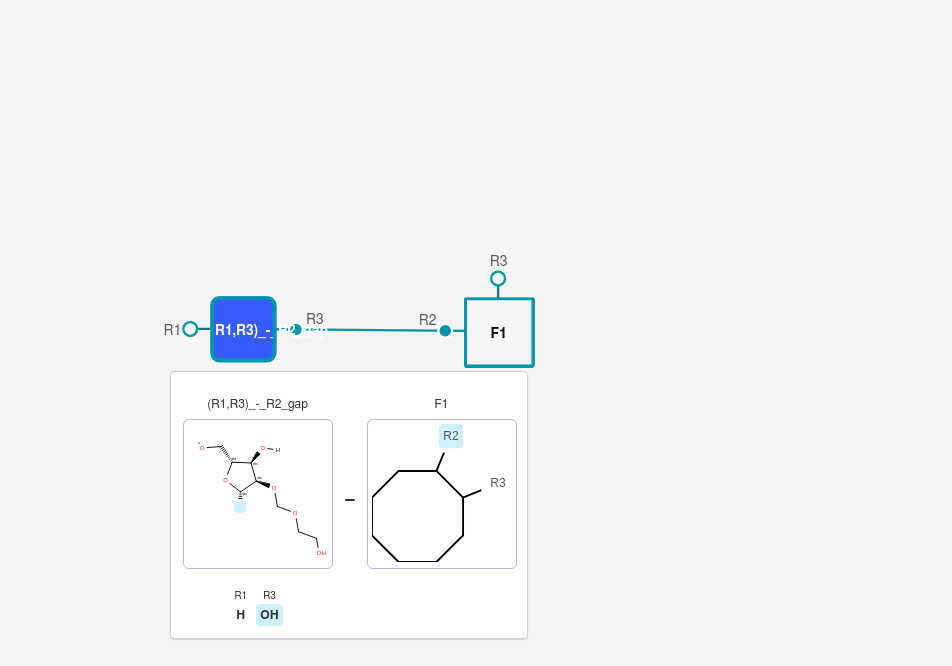 R3
R1
R1,R3)_-_R2_gap
R3
R2
F1
(R1,R3)_-_R2_gap
F1
R2
R3
O
O
H
O
O
O
OH
–
R1 R3
H OH